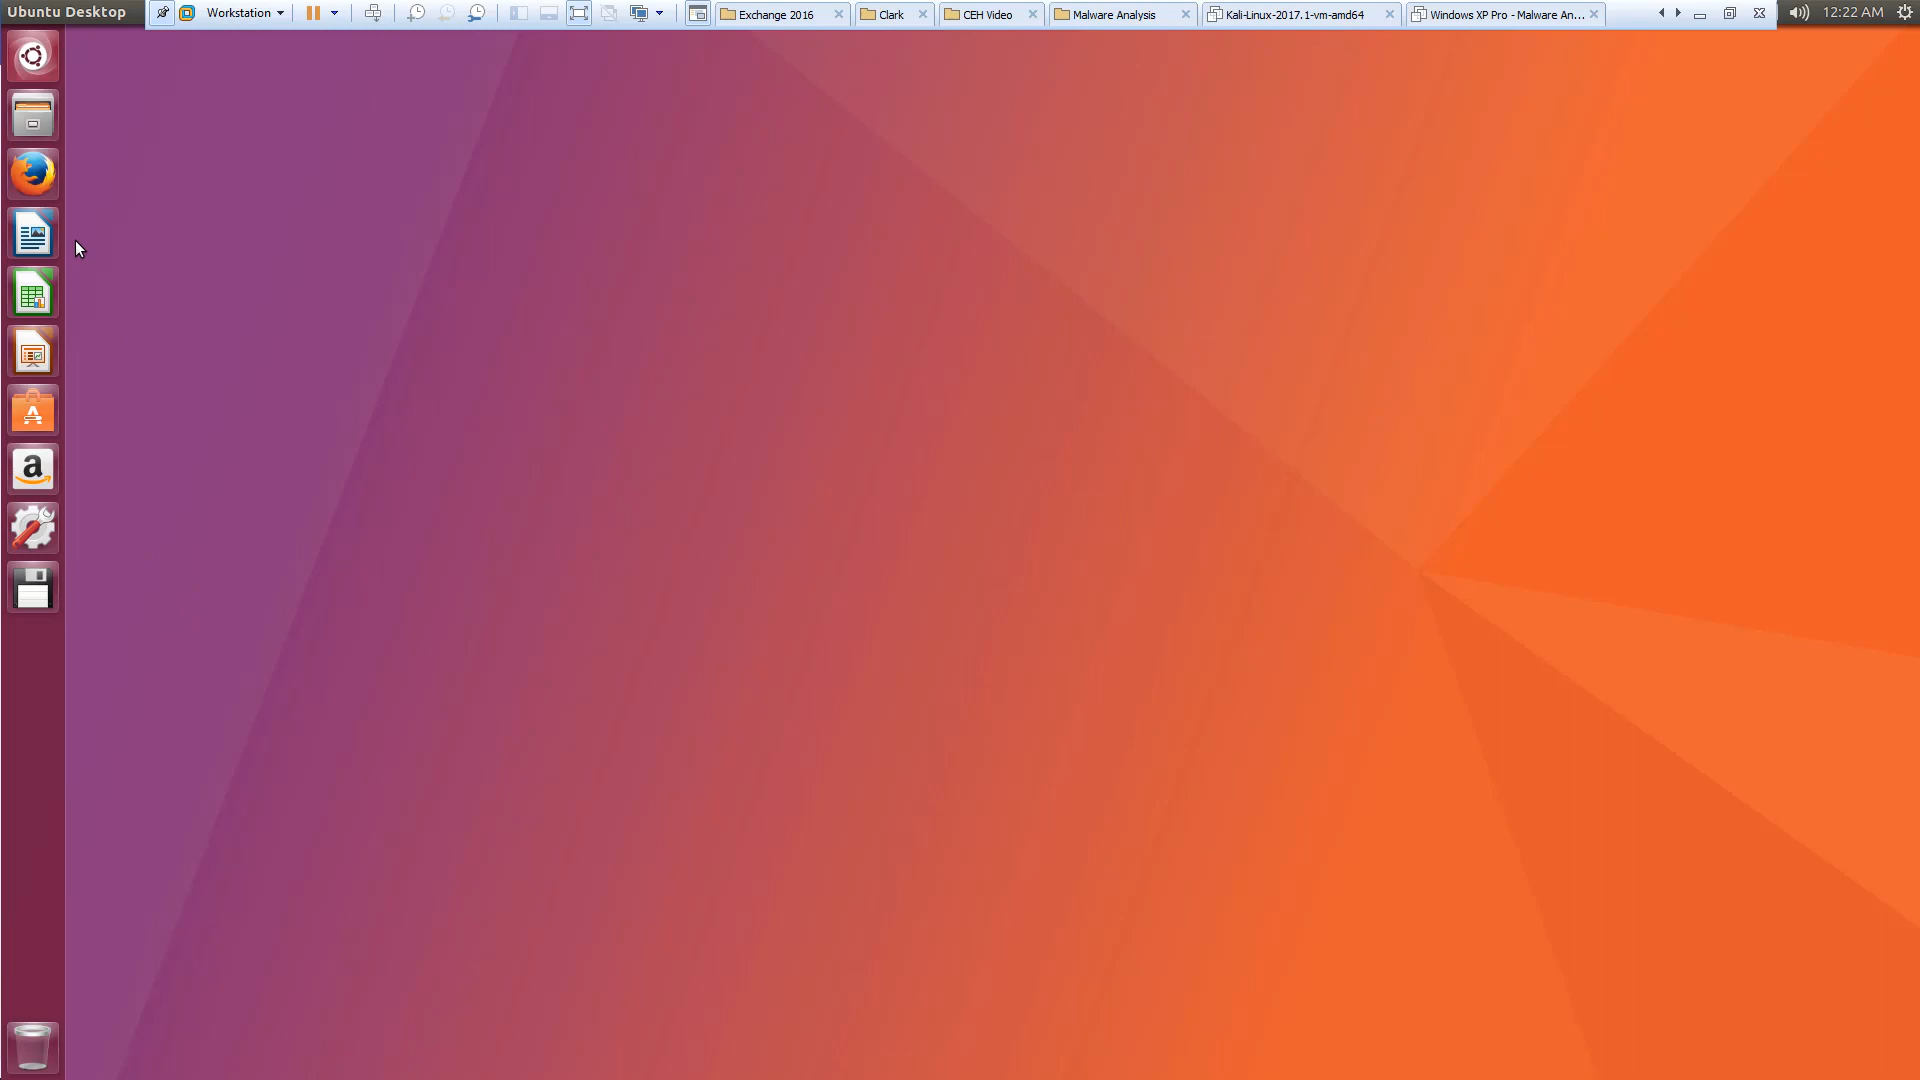 Ubuntu Desktop Workstation Exchange 2016 Clark CEH Video Malware Analysis Kali-Linux-2017.1-vm-amd64 Windows XP Pro - Malware An... 12:22 AM
A
a